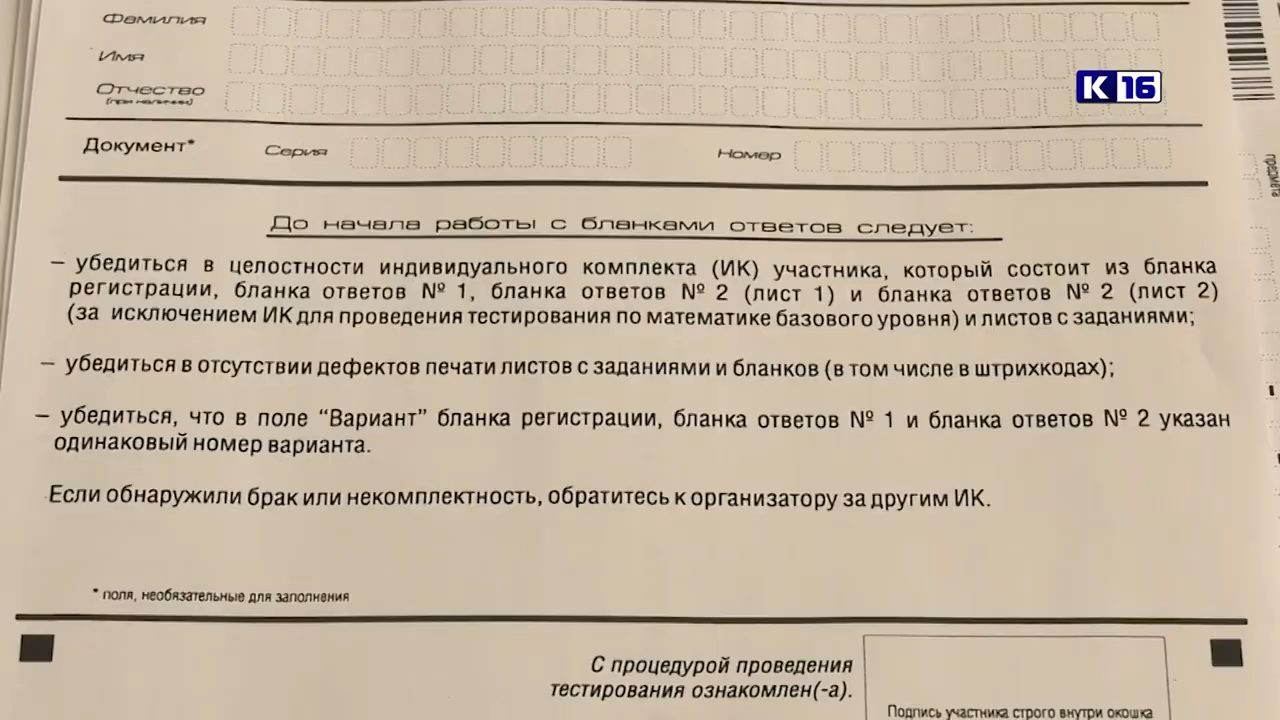 Фамилия
Имя
К 16
Отчество
(при наличии)
Документ* Серия Номер
предмета
До начала работы с бланками ответов следует:
– убедиться в целостности индивидуального комплекта (ИК) участника, который состоит из бланка
регистрации, бланка ответов № 1, бланка ответов № 2 (лист 1) и бланка ответов № 2 (лист 2)
(за исключением ИК для проведения тестирования по математике базового уровня) и листов с заданиями;
– убедиться в отсутствии дефектов печати листов с заданиями и бланков (в том числе в штрихкодах);
– убедиться, что в поле “Вариант” бланка регистрации, бланка ответов № 1 и бланка ответов № 2 указан
одинаковый номер варианта.
Если обнаружили брак или некомплектность, обратитесь к организатору за другим ИК.
* поля, необязательные для заполнения
С процедурой проведения
тестирования ознакомлен(-а).
Подпись участника строго внутри окошка